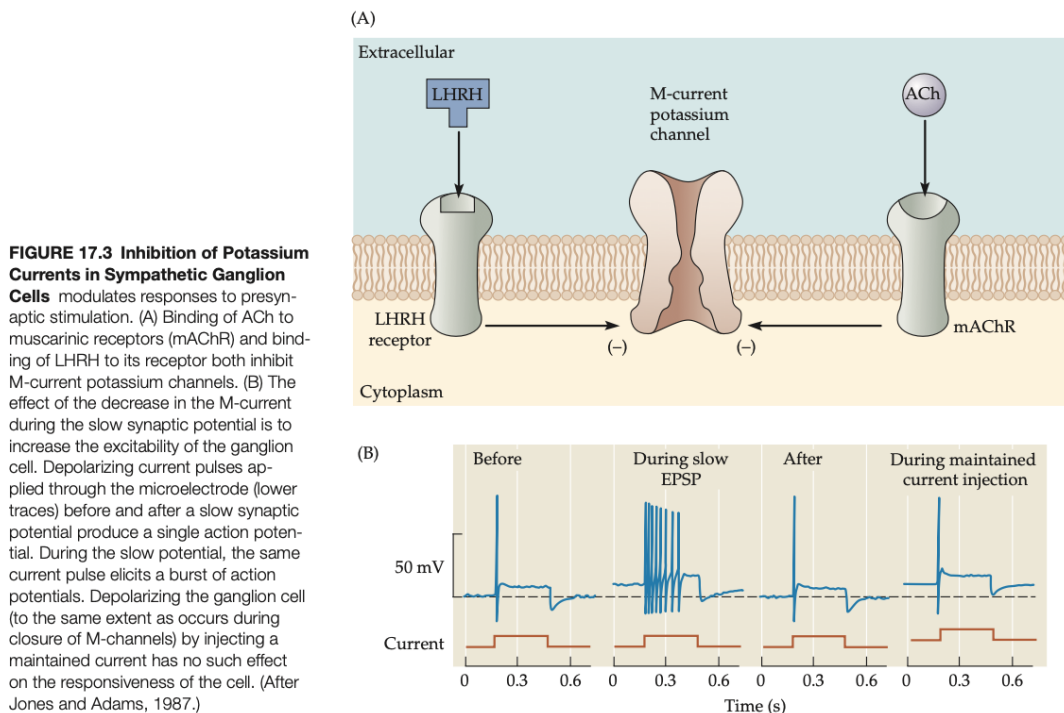 FIGURE 17.3 Inhibition of Potassium
Currents in Sympathetic Ganglion
Cells modulates responses to presyn-
aptic stimulation. (A) Binding of ACh to
muscarinic receptors (mAChR) and bind-
ing of LHRH to its receptor both inhibit
M-current potassium channels. (B) The
effect of the decrease in the M-current
during the slow synaptic potential is to
increase the excitability of the ganglion
cell. Depolarizing current pulses ap-
plied through the microelectrode (lower
traces) before and after a slow synaptic
potential produce a single action poten-
tial. During the slow potential, the same
current pulse elicits a burst of action
potentials. Depolarizing the ganglion cell
(to the same extent as occurs during
closure of M-channels) by injecting a
maintained current has no such effect
on the responsiveness of the cell. (After
Jones and Adams, 1987.)
(A)
Extracellular
LHRH
M-current
potassium
channel
ACh
LHRH
receptor
(–)
(–)
mAChR
Cytoplasm
(B)
Before
During slow
EPSP
After
During maintained
current injection
50 mV
Current
0 0.3 0.6
0 0.3 0.6
0 0.3 0.6
0 0.3 0.6
Time (s)